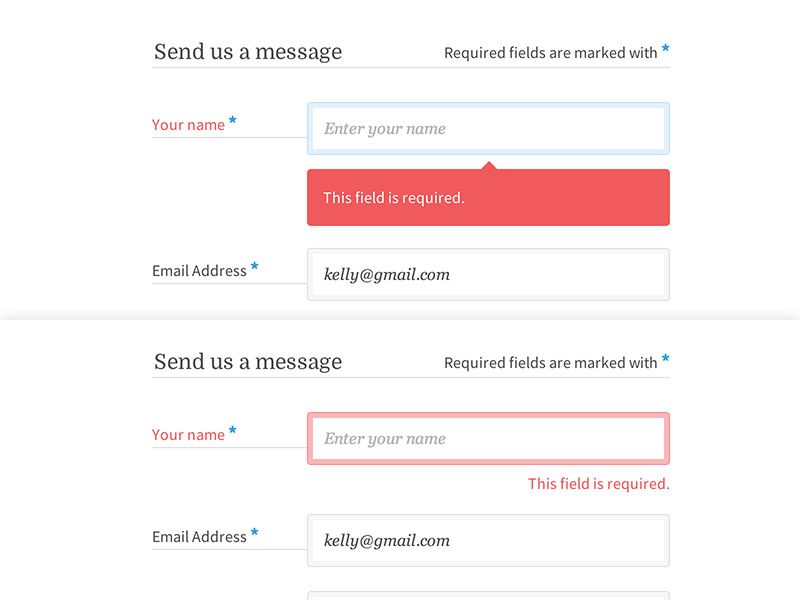 Send us a message Required fields are marked with *
Your name * Enter your name
This field is required.
Email Address * kelly@gmail.com
Send us a message Required fields are marked with *
Your name * Enter your name
This field is required.
Email Address * kelly@gmail.com